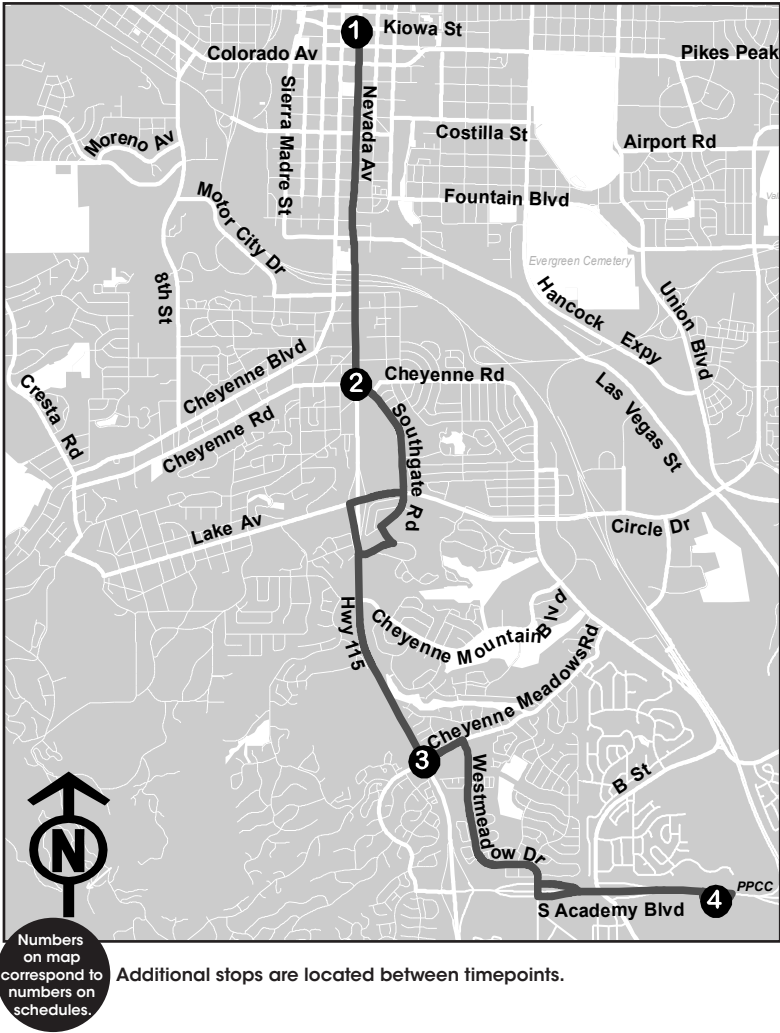 1
Kiowa St
Colorado Av
Pikes Peak
Sierra Madre St
Nevada Av
Costilla St
Airport Rd
Moreno Av
Motor City Dr
Fountain Blvd
Evergreen Cemetery
8th St
Hancock Expy
Union Blvd
Cheyenne Blvd
2
Cheyenne Rd
Cresta Rd
Las Vegas St
Cheyenne Rd
Southgate Rd
Lake Av
Circle Dr
Hwy 115
Cheyenne Mountain Blvd
Cheyenne Meadows Rd
3
Westmeadow Dr
B St
N
PPCC
4
S Academy Blvd
Numbers
on map
correspond to
numbers on
schedules.
Additional stops are located between timepoints.